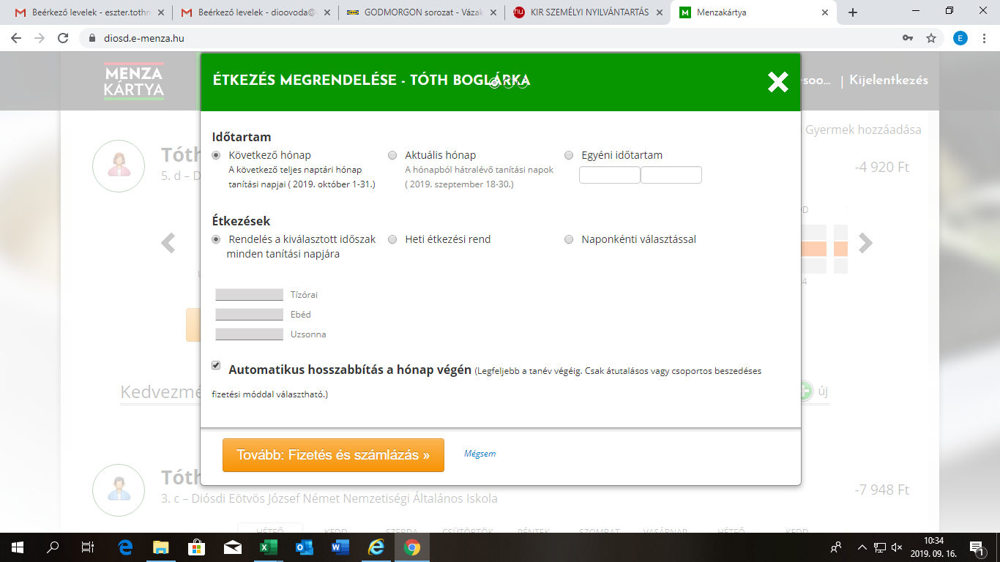 Beérkező levelek - eszter.tothn
Beérkező levelek - dioovoda@
GODMORGON sorozat - Vázak
KIR SZEMÉLYI NYILVÁNTARTÁS
Menzakártya
diosd.e-menza.hu
E
MENZA
KÁRTYA
ÉTKEZÉS MEGRENDELÉSE - TÓTH BOGLÁRKA
soo... | Kijelentkezés
Gyermek hozzáadása
Tóth
5. d – D
-4 920 Ft
Időtartam
Következő hónap
A következő teljes naptári hónap
tanítási napjai ( 2019. október 1-31.)
Aktuális hónap
A hónapból hátralévő tanítási napok
( 2019. szeptember 18-30.)
Egyéni időtartam
Étkezések
Rendelés a kiválasztott időszak
minden tanítási napjára
Heti étkezési rend
Naponkénti választással
Tízórai
Ebéd
Uzsonna
Automatikus hosszabbítás a hónap végén (Legfeljebb a tanév végéig. Csak átutalásos vagy csoportos beszedéses
fizetési móddal választható.)
Kedvezmé
új
Tovább: Fizetés és számlázás »
Mégsem
Tóth
3. c – Diósdi Eötvös József Német Nemzetiségi Általános Iskola
-7 948 Ft
HÉTFŐ KEDD SZERDA CSÜTÖRTÖK PÉNTEK SZOMBAT VASÁRNAP HÉTFŐ KEDD
10:34
2019. 09. 16.
1